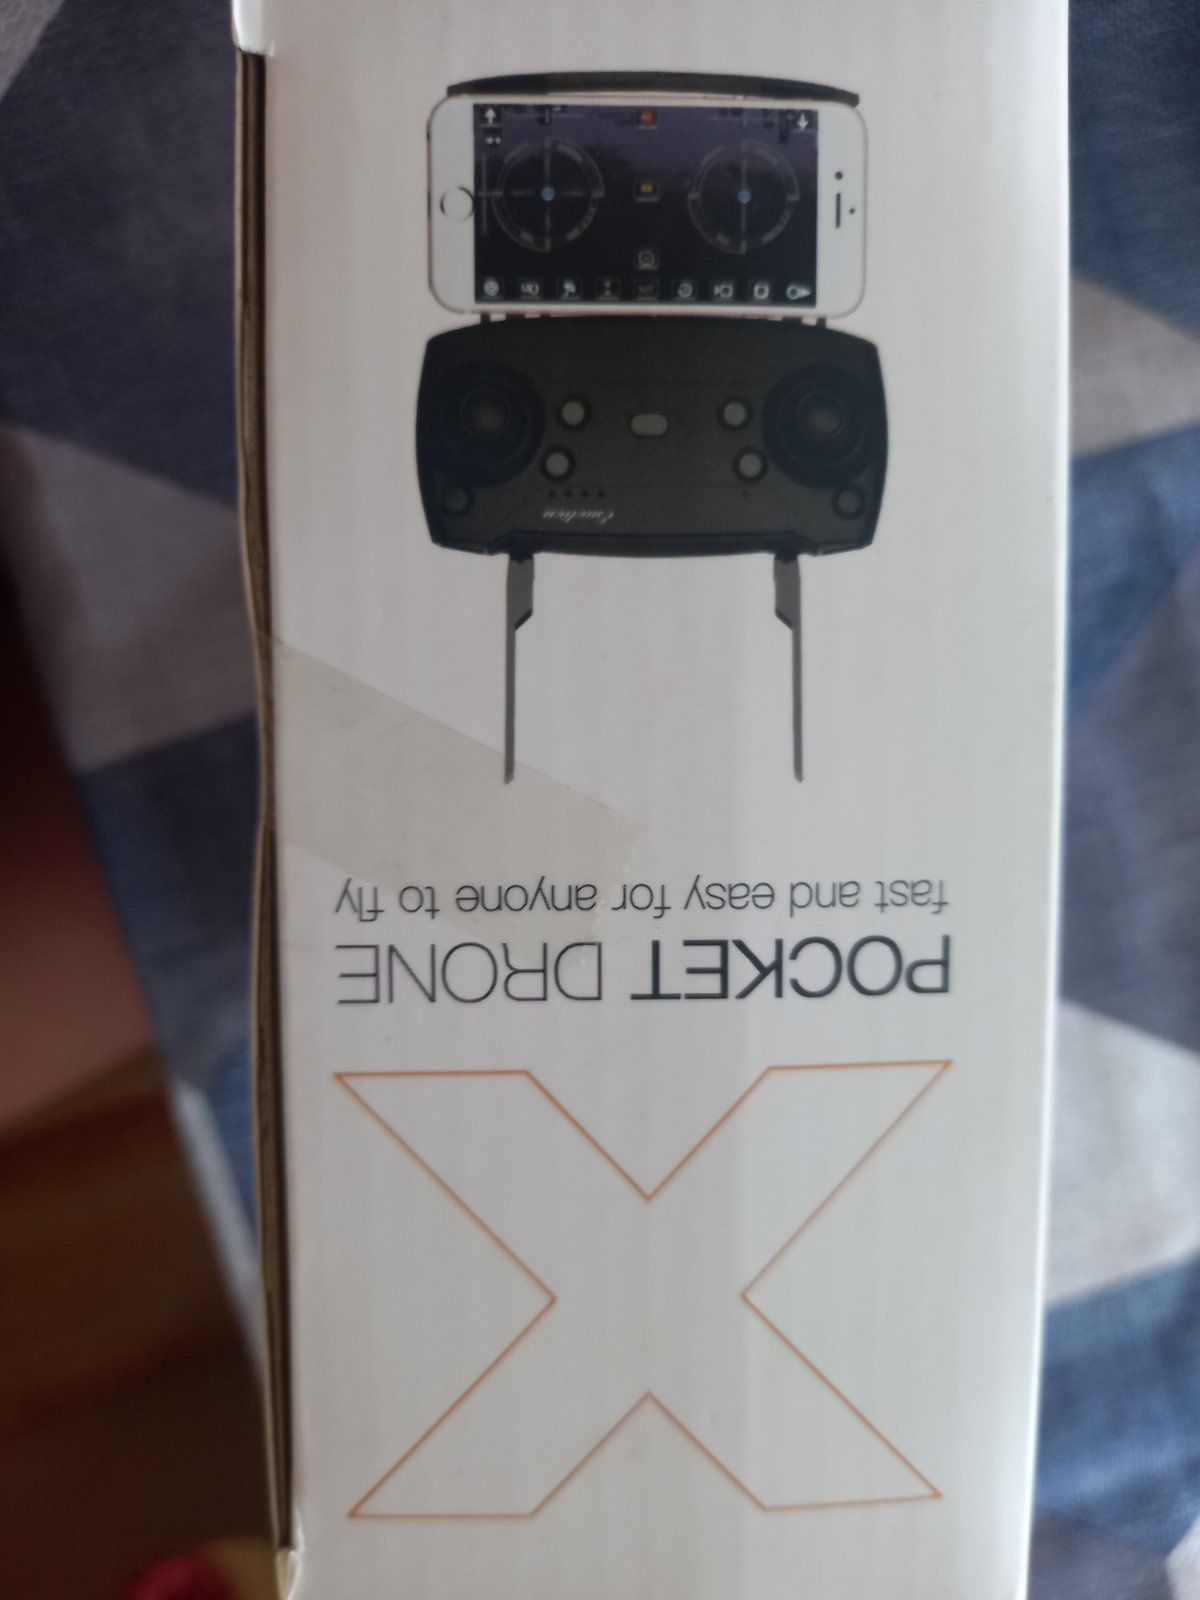 X
POCKET DRONE
fast and easy for anyone to fly